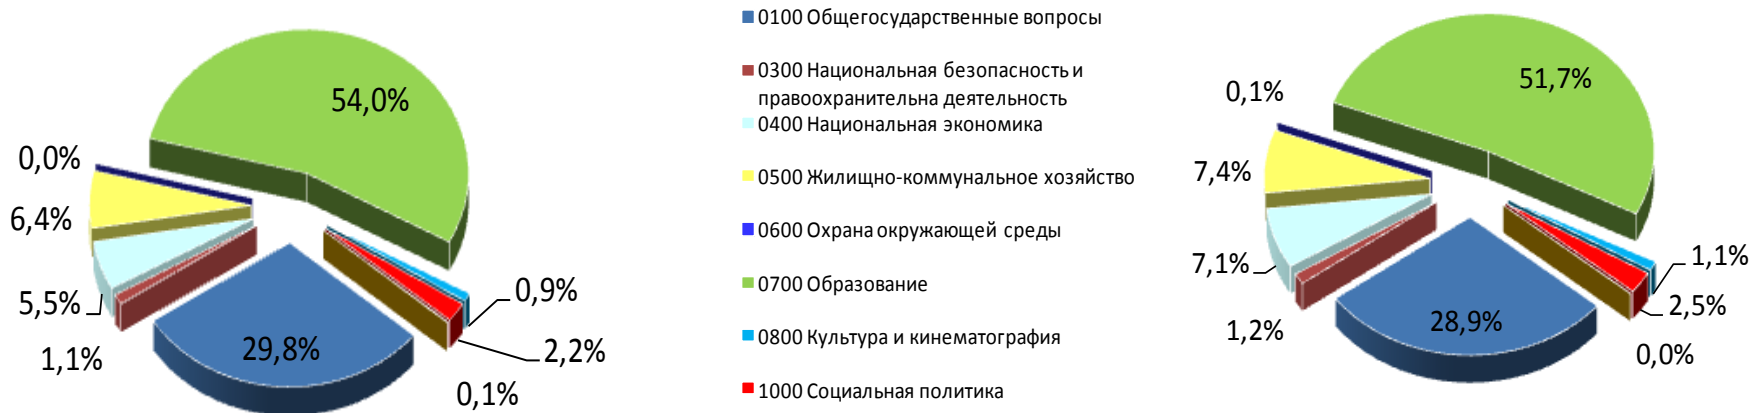 54,0%
0,0%
6,4%
5,5%
1,1%
29,8%
0,9%
2,2%
0,1%
0100 Общегосударственные вопросы
0300 Национальная безопасность и
правоохранительна деятельность
0400 Национальная экономика
0500 Жилищно-коммунальное хозяйство
0600 Охрана окружающей среды
0700 Образование
0800 Культура и кинематография
1000 Социальная политика
51,7%
0,1%
7,4%
7,1%
1,2%
28,9%
1,1%
2,5%
0,0%